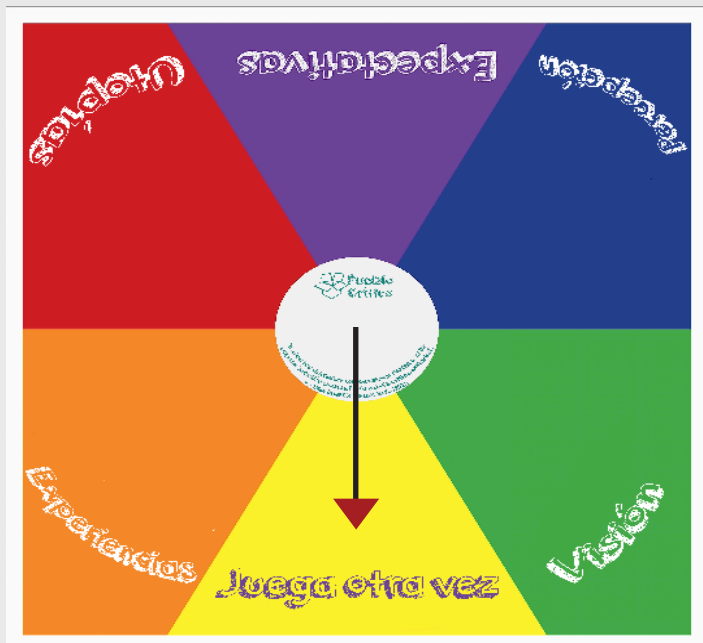 Utopías
Expectativas
Percepción
Pueblo
Crítico
Experiencias
Juega otra vez
Visión